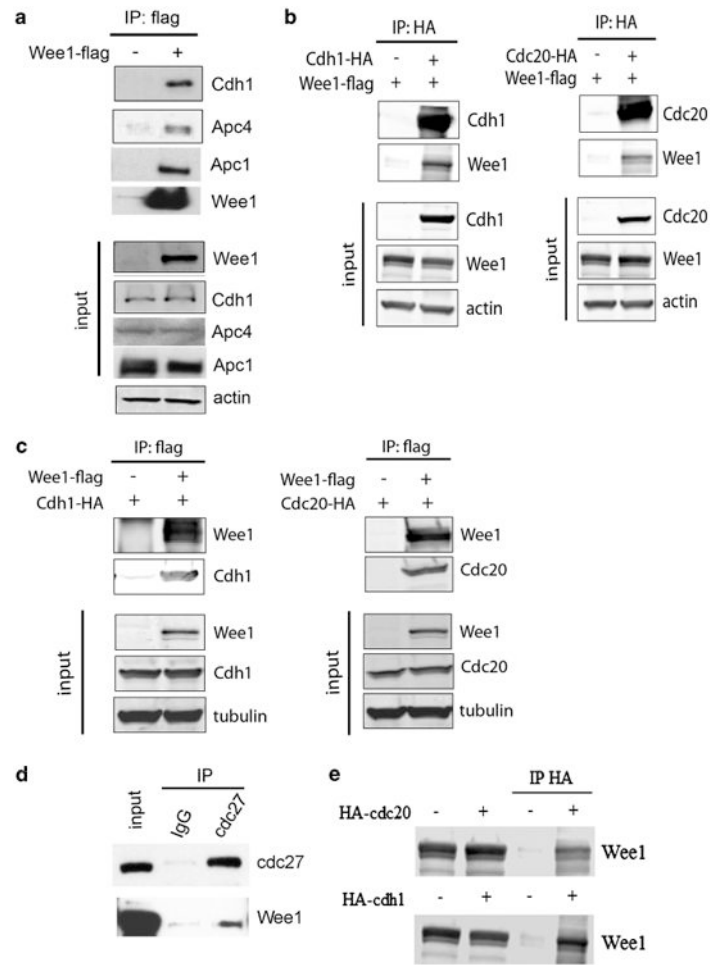 a
IP: flag
Wee1-flag - +
Cdh1
Apc4
Apc1
Wee1
input
Wee1
Cdh1
Apc4
Apc1
actin
b
IP: HA
Cdh1-HA - +
Wee1-flag + +
Cdh1
Wee1
input
Cdh1
Wee1
actin
IP: HA
Cdc20-HA - +
Wee1-flag + +
Cdc20
Wee1
input
Cdc20
Wee1
actin
c
IP: flag
Wee1-flag - +
Cdh1-HA + +
Wee1
Cdh1
input
Wee1
Cdh1
tubulin
IP: flag
Wee1-flag - +
Cdc20-HA + +
Wee1
Cdc20
input
Wee1
Cdc20
tubulin
d
IP
input IgG cdc27
cdc27
Wee1
e
IP HA
HA-cdc20 - + - +
Wee1
HA-cdh1 - + - +
Wee1